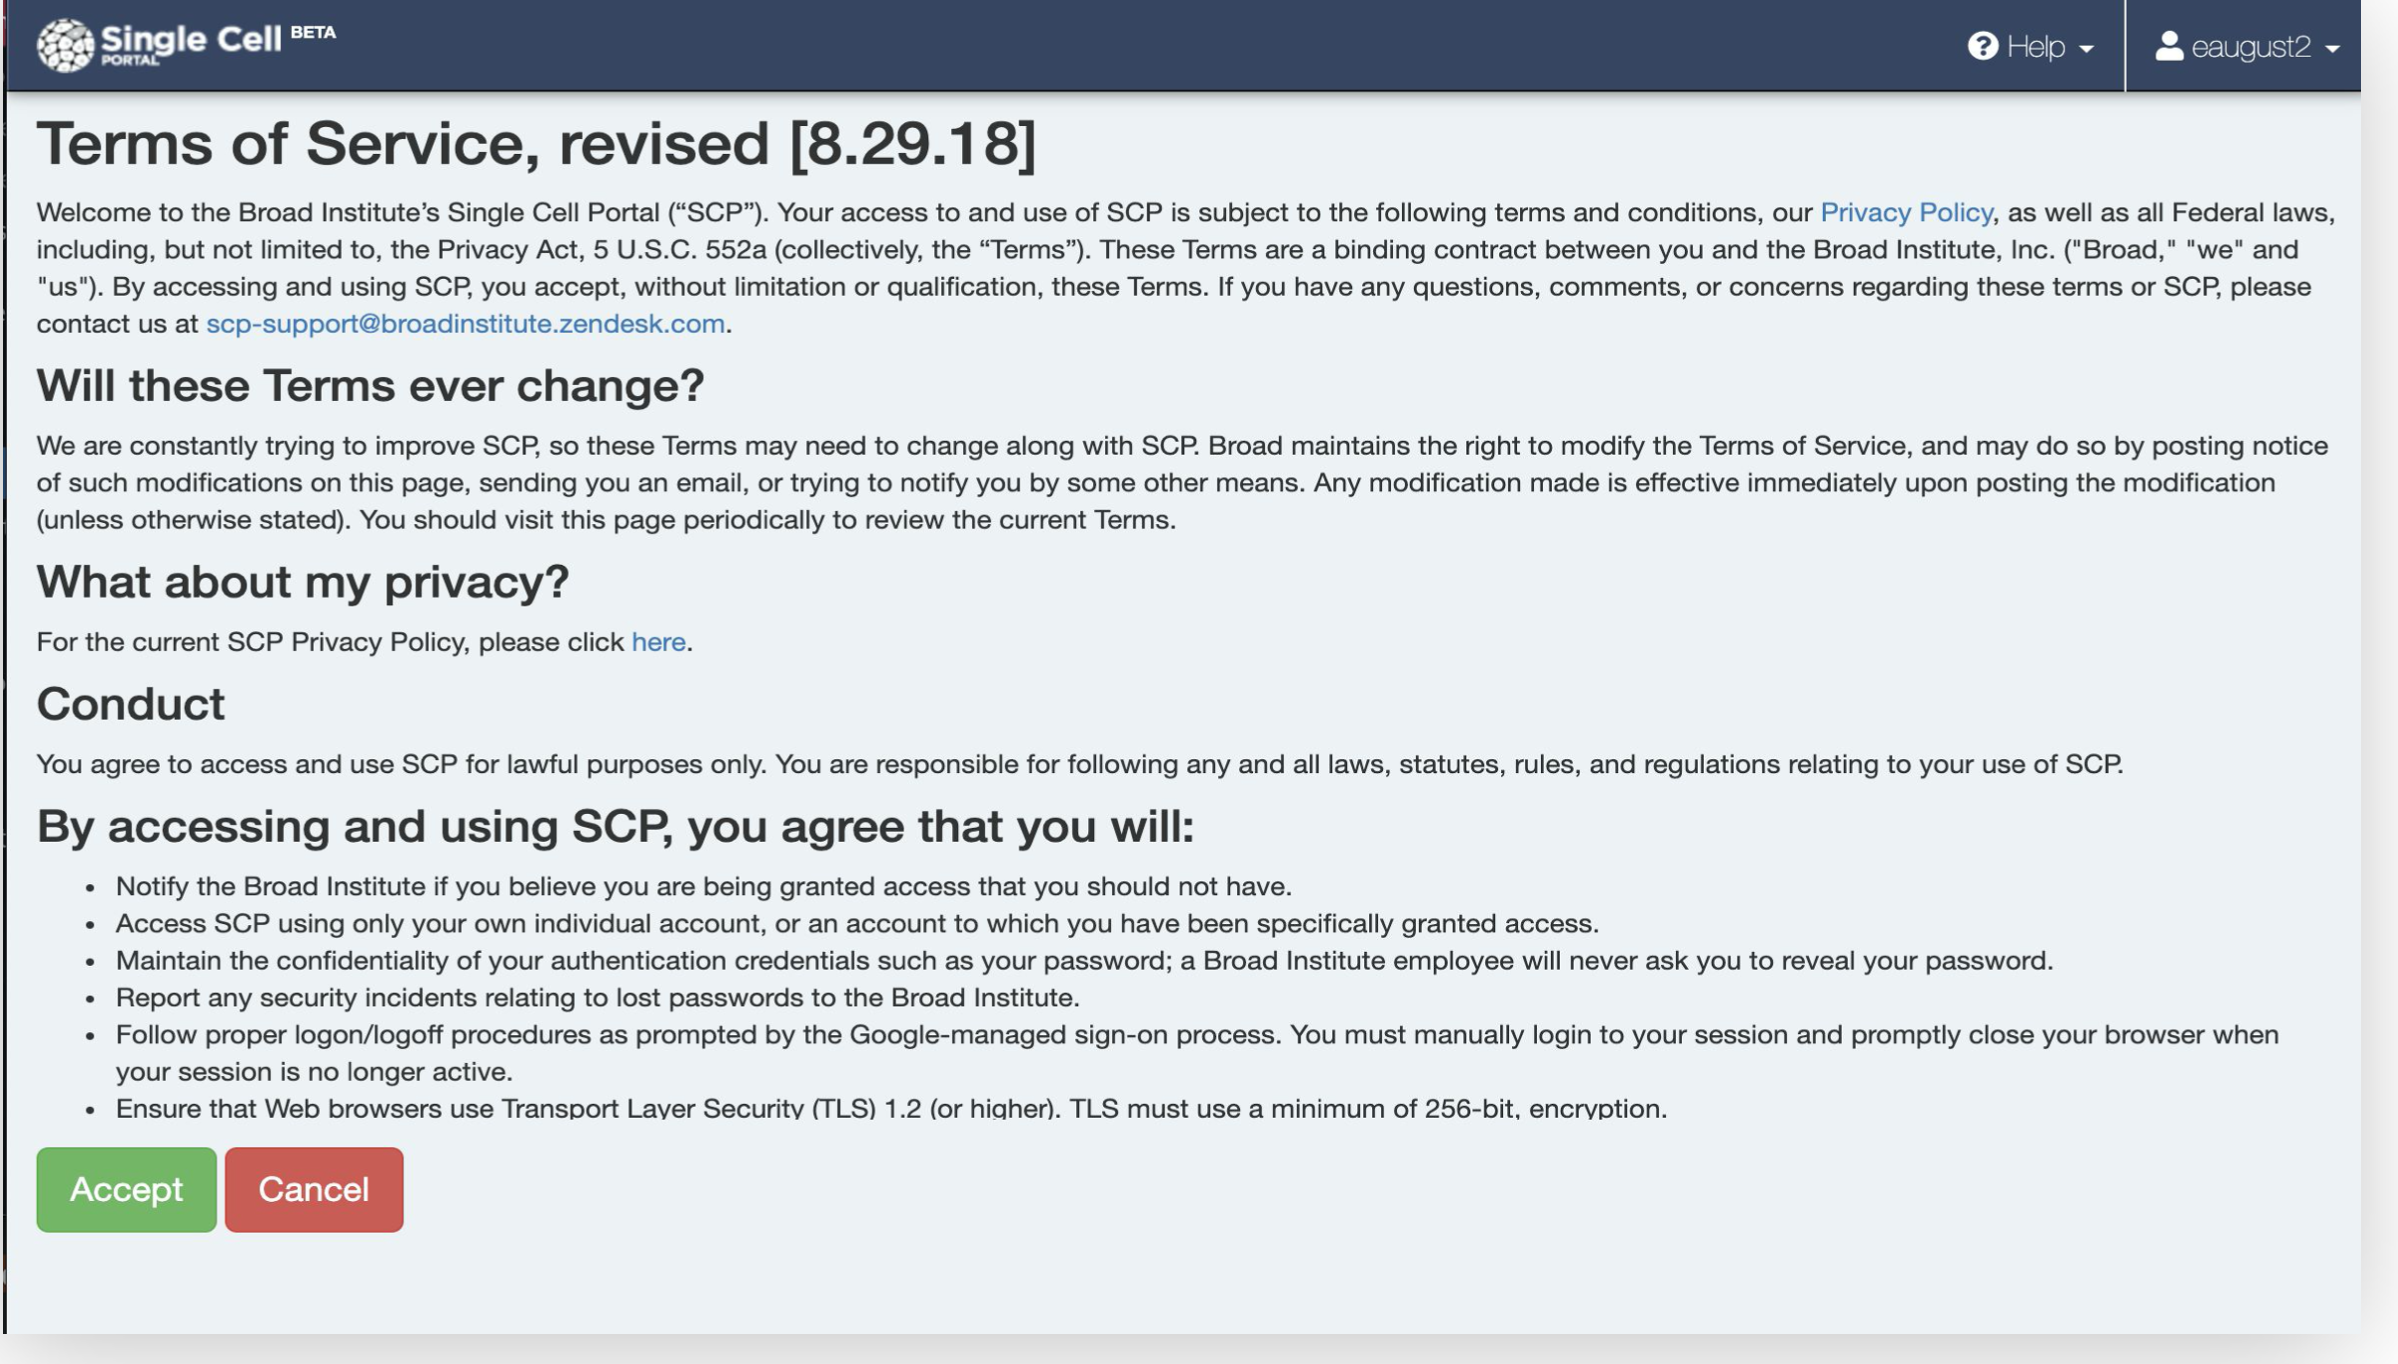 Single Cell BETA
PORTAL
Help
eaugust2
Terms of Service, revised [8.29.18]
Welcome to the Broad Institute’s Single Cell Portal (“SCP”). Your access to and use of SCP is subject to the following terms and conditions, our Privacy Policy, as well as all Federal laws,
including, but not limited to, the Privacy Act, 5 U.S.C. 552a (collectively, the “Terms”). These Terms are a binding contract between you and the Broad Institute, Inc. ("Broad," "we" and
"us"). By accessing and using SCP, you accept, without limitation or qualification, these Terms. If you have any questions, comments, or concerns regarding these terms or SCP, please
contact us at scp-support@broadinstitute.zendesk.com.
Will these Terms ever change?
We are constantly trying to improve SCP, so these Terms may need to change along with SCP. Broad maintains the right to modify the Terms of Service, and may do so by posting notice
of such modifications on this page, sending you an email, or trying to notify you by some other means. Any modification made is effective immediately upon posting the modification
(unless otherwise stated). You should visit this page periodically to review the current Terms.
What about my privacy?
For the current SCP Privacy Policy, please click here.
Conduct
You agree to access and use SCP for lawful purposes only. You are responsible for following any and all laws, statutes, rules, and regulations relating to your use of SCP.
By accessing and using SCP, you agree that you will:
• Notify the Broad Institute if you believe you are being granted access that you should not have.
• Access SCP using only your own individual account, or an account to which you have been specifically granted access.
• Maintain the confidentiality of your authentication credentials such as your password; a Broad Institute employee will never ask you to reveal your password.
• Report any security incidents relating to lost passwords to the Broad Institute.
• Follow proper logon/logoff procedures as prompted by the Google-managed sign-on process. You must manually login to your session and promptly close your browser when
your session is no longer active.
• Ensure that Web browsers use Transport Layer Security (TLS) 1.2 (or higher). TLS must use a minimum of 256-bit, encryption.
Accept
Cancel